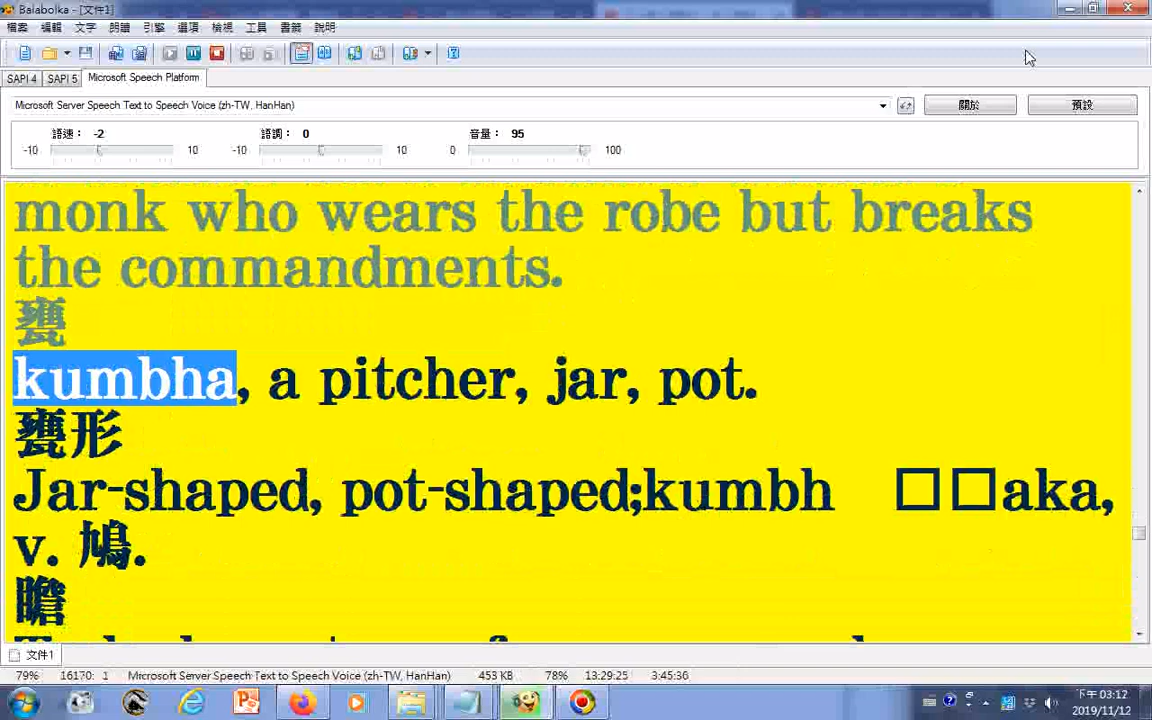 Balabolka - [文件1]
檔案 編輯 文字 朗讀 引擎 選項 檢視 工具 書籤 說明
SAPI 4 SAPI 5 Microsoft Speech Platform
Microsoft Server Speech Text to Speech Voice (zh-TW, HanHan) 關於 預設
語速： -2 語調： 0 音量： 95
-10 10 -10 10 0 100
monk who wears the robe but breaks
the commandments.
甕
kumbha, a pitcher, jar, pot.
甕形
Jar-shaped, pot-shaped;kumbh □□aka,
v. 鳩.
瞻
文件1
79% 16170: 1 Microsoft Server Speech Text to Speech Voice (zh-TW, HanHan) 453 KB 78% 13:29:25 3:45:36
下午 03:12
2019/11/12